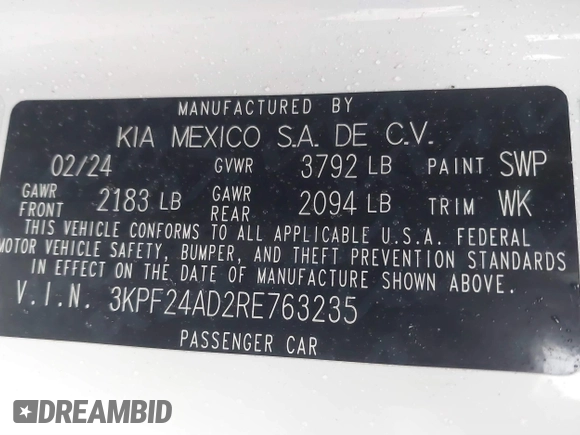 MANUFACTURED BY
KIA MEXICO S.A. DE C.V.
02/24 GVWR 3792 LB PAINT SWP
GAWR FRONT 2183 LB GAWR REAR 2094 LB TRIM WK
THIS VEHICLE CONFORMS TO ALL APPLICABLE U.S.A. FEDERAL
MOTOR VEHICLE SAFETY, BUMPER, AND THEFT PREVENTION STANDARDS
IN EFFECT ON THE DATE OF MANUFACTURE SHOWN ABOVE.
V.I.N. 3KPF24AD2RE763235
PASSENGER CAR
DREAMBID